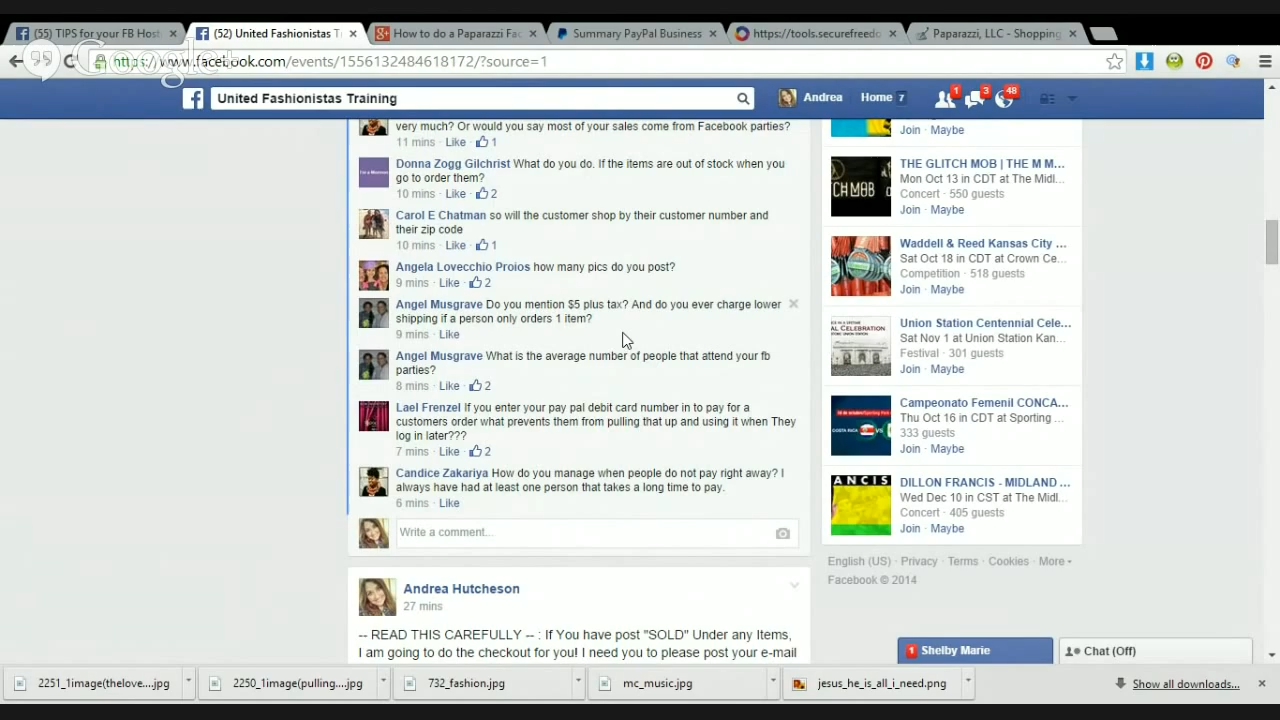 (55) TIPS for your FB Host
(52) United Fashionistas T
How to do a Paparazzi Fac
Summary PayPal Business
https://tools.securefreedo
Paparazzi, LLC - Shopping
Google+
https://www.facebook.com/events/1556132484618172/?source=1
United Fashionistas Training
Andrea
Home 7
1
3
48
very much? Or would you say most of your sales come from Facebook parties?
11 mins · Like · 1
Donna Zogg Gilchrist What do you do. If the items are out of stock when you
go to order them?
10 mins · Like · 2
Carol E Chatman so will the customer shop by their customer number and
their zip code
10 mins · Like · 1
Angela Lovecchio Proios how many pics do you post?
9 mins · Like · 2
Angel Musgrave Do you mention $5 plus tax? And do you ever charge lower
shipping if a person only orders 1 item?
9 mins · Like
Angel Musgrave What is the average number of people that attend your fb
parties?
8 mins · Like · 2
Lael Frenzel If you enter your pay pal debit card number in to pay for a
customers order what prevents them from pulling that up and using it when They
log in later???
7 mins · Like · 2
Candice Zakariya How do you manage when people do not pay right away? I
always have had at least one person that takes a long time to pay.
6 mins · Like
Write a comment...
Andrea Hutcheson
27 mins
-- READ THIS CAREFULLY -- : If You have post "SOLD" Under any Items,
I am going to do the checkout for you! I need you to please post your e-mail
Join · Maybe
CH MOB
THE GLITCH MOB | THE M M...
Mon Oct 13 in CDT at The Midl...
Concert · 550 guests
Join · Maybe
Waddell & Reed Kansas City ...
Sat Oct 18 in CDT at Crown Ce...
Competition · 518 guests
Join · Maybe
AL CELEBRATION
Union Station Centennial Cele...
Sat Nov 1 at Union Station Kan...
Festival · 301 guests
Join · Maybe
Campeonato Femenil CONCA...
Thu Oct 16 in CDT at Sporting ...
333 guests
Join · Maybe
ANCIS
DILLON FRANCIS - MIDLAND ...
Wed Dec 10 in CST at The Midl...
Concert · 405 guests
Join · Maybe
English (US) · Privacy · Terms · Cookies · More
Facebook © 2014
1 Shelby Marie
Chat (Off)
2251_1image(thelove....jpg
2250_1image(pulling....jpg
732_fashion.jpg
mc_music.jpg
jesus_he_is_all_i_need.png
Show all downloads...